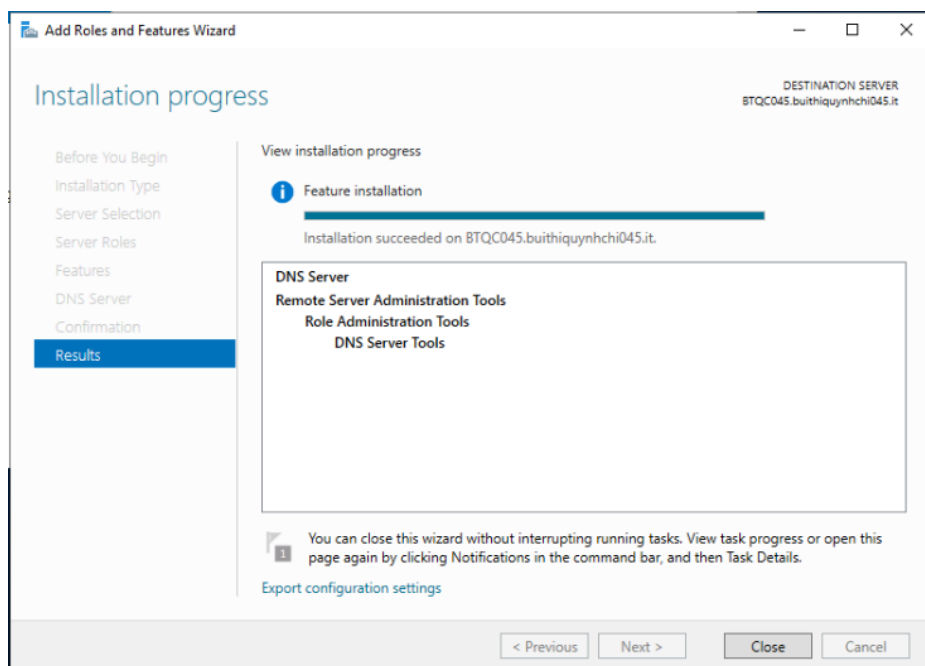 Add Roles and Features Wizard
Installation progress
DESTINATION SERVER
BTQC045.buithiquynhchi045.it
Before You Begin
Installation Type
Server Selection
Server Roles
Features
DNS Server
Confirmation
Results
View installation progress
Feature installation
Installation succeeded on BTQC045.buithiquynhchi045.it.
DNS Server
Remote Server Administration Tools
Role Administration Tools
DNS Server Tools
1
You can close this wizard without interrupting running tasks. View task progress or open this
page again by clicking Notifications in the command bar, and then Task Details.
Export configuration settings
< Previous
Next >
Close
Cancel